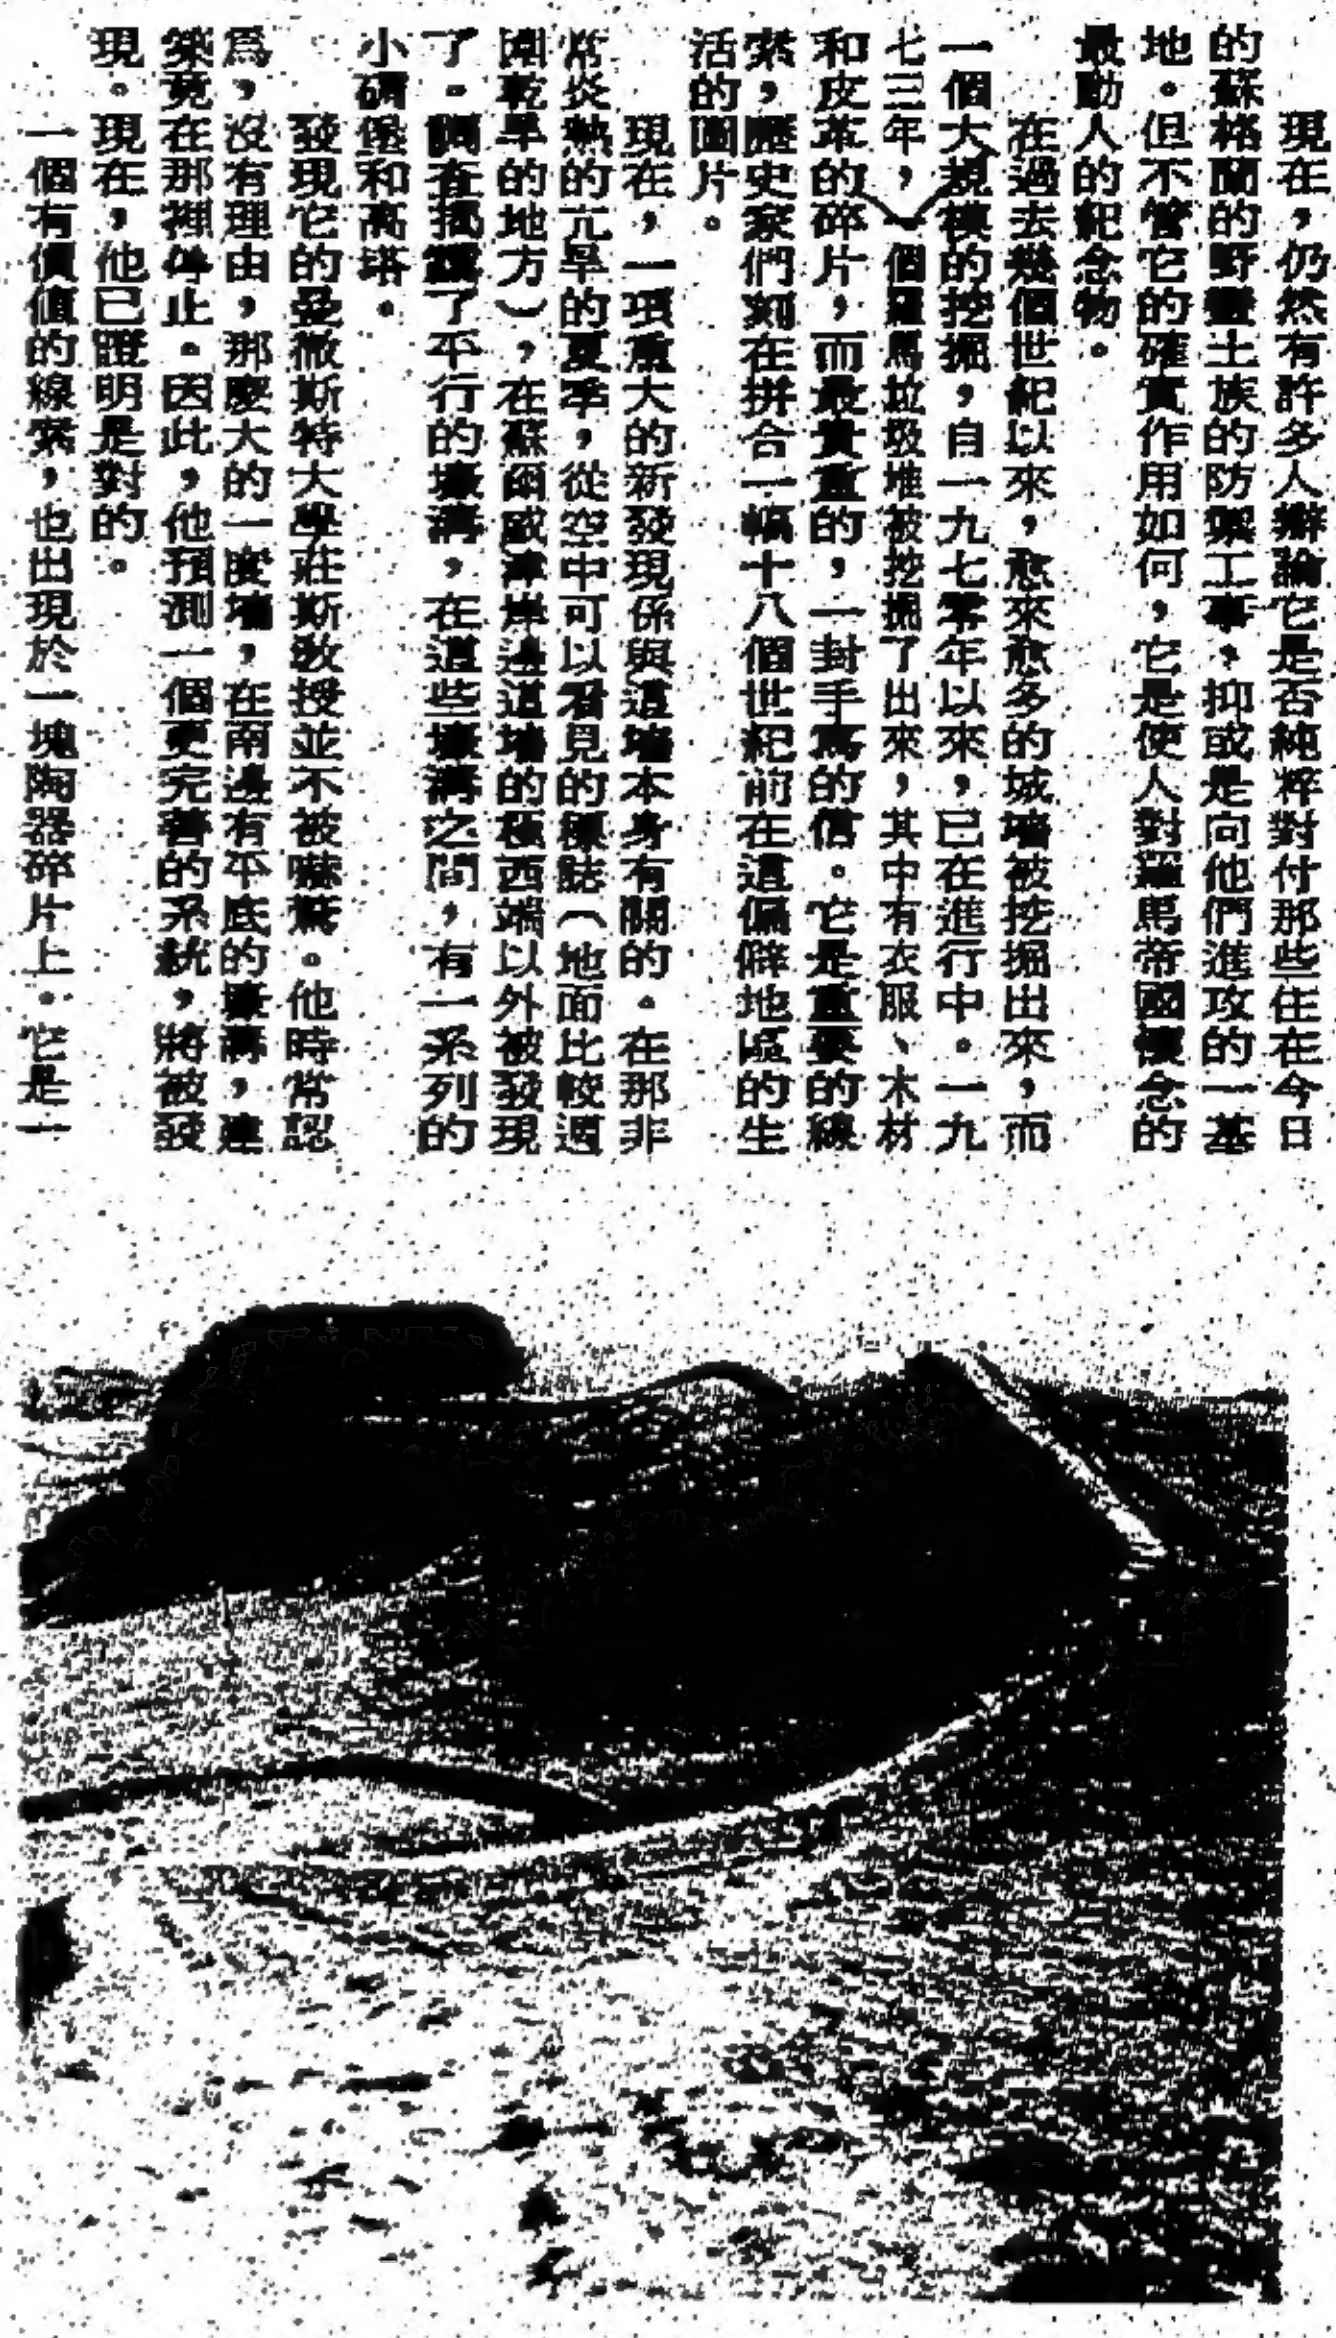 現在，仍然有許多人辯論它是否純粹對付那些住在今日
的蘇格蘭的野蠻土族的防禦工事，抑或是向他們進攻的一基
地。但不管它的確實作用如何，它是使人對羅馬帝國懷念的
最動人的紀念物。
在過去幾個世紀以來，愈來愈多的城墻被挖掘出來，而
一個大規模的挖掘，自一九七零年以來，已在進行中。一九
七三年，一個羅馬垃圾堆被挖掘了出來，其中有衣服、木材
和皮革的碎片，而最貴重的，一封手寫的信。它是重要的線
索，歷史家們刻在拼合一幅十八個世紀前在這偏僻地區的生
活的圖片。
現在，一項重大的新發現係與這墻本身有關的。在那非
常炎熱的亢旱的夏季，從空中可以看見的標誌（地面比較週
圍乾旱的地方），在蘇爾威岸邊這墻的極西端以外被發現
了。調查揭露了平行的壕溝，在這些壕溝之間，有一系列的
小碉堡和高塔。
發現它的曼徹斯特大學莊斯教授並不被嚇驚。他時常認
爲，沒有理由，那麼大的一度墻，在南邊有平底的壕溝，建
築竟在那裡停止。因此，他預測一個更完善的系統，將被發
現。現在，他已證明是對的。
一個有價值的線索，也出現於一塊陶器碎片上。它是一